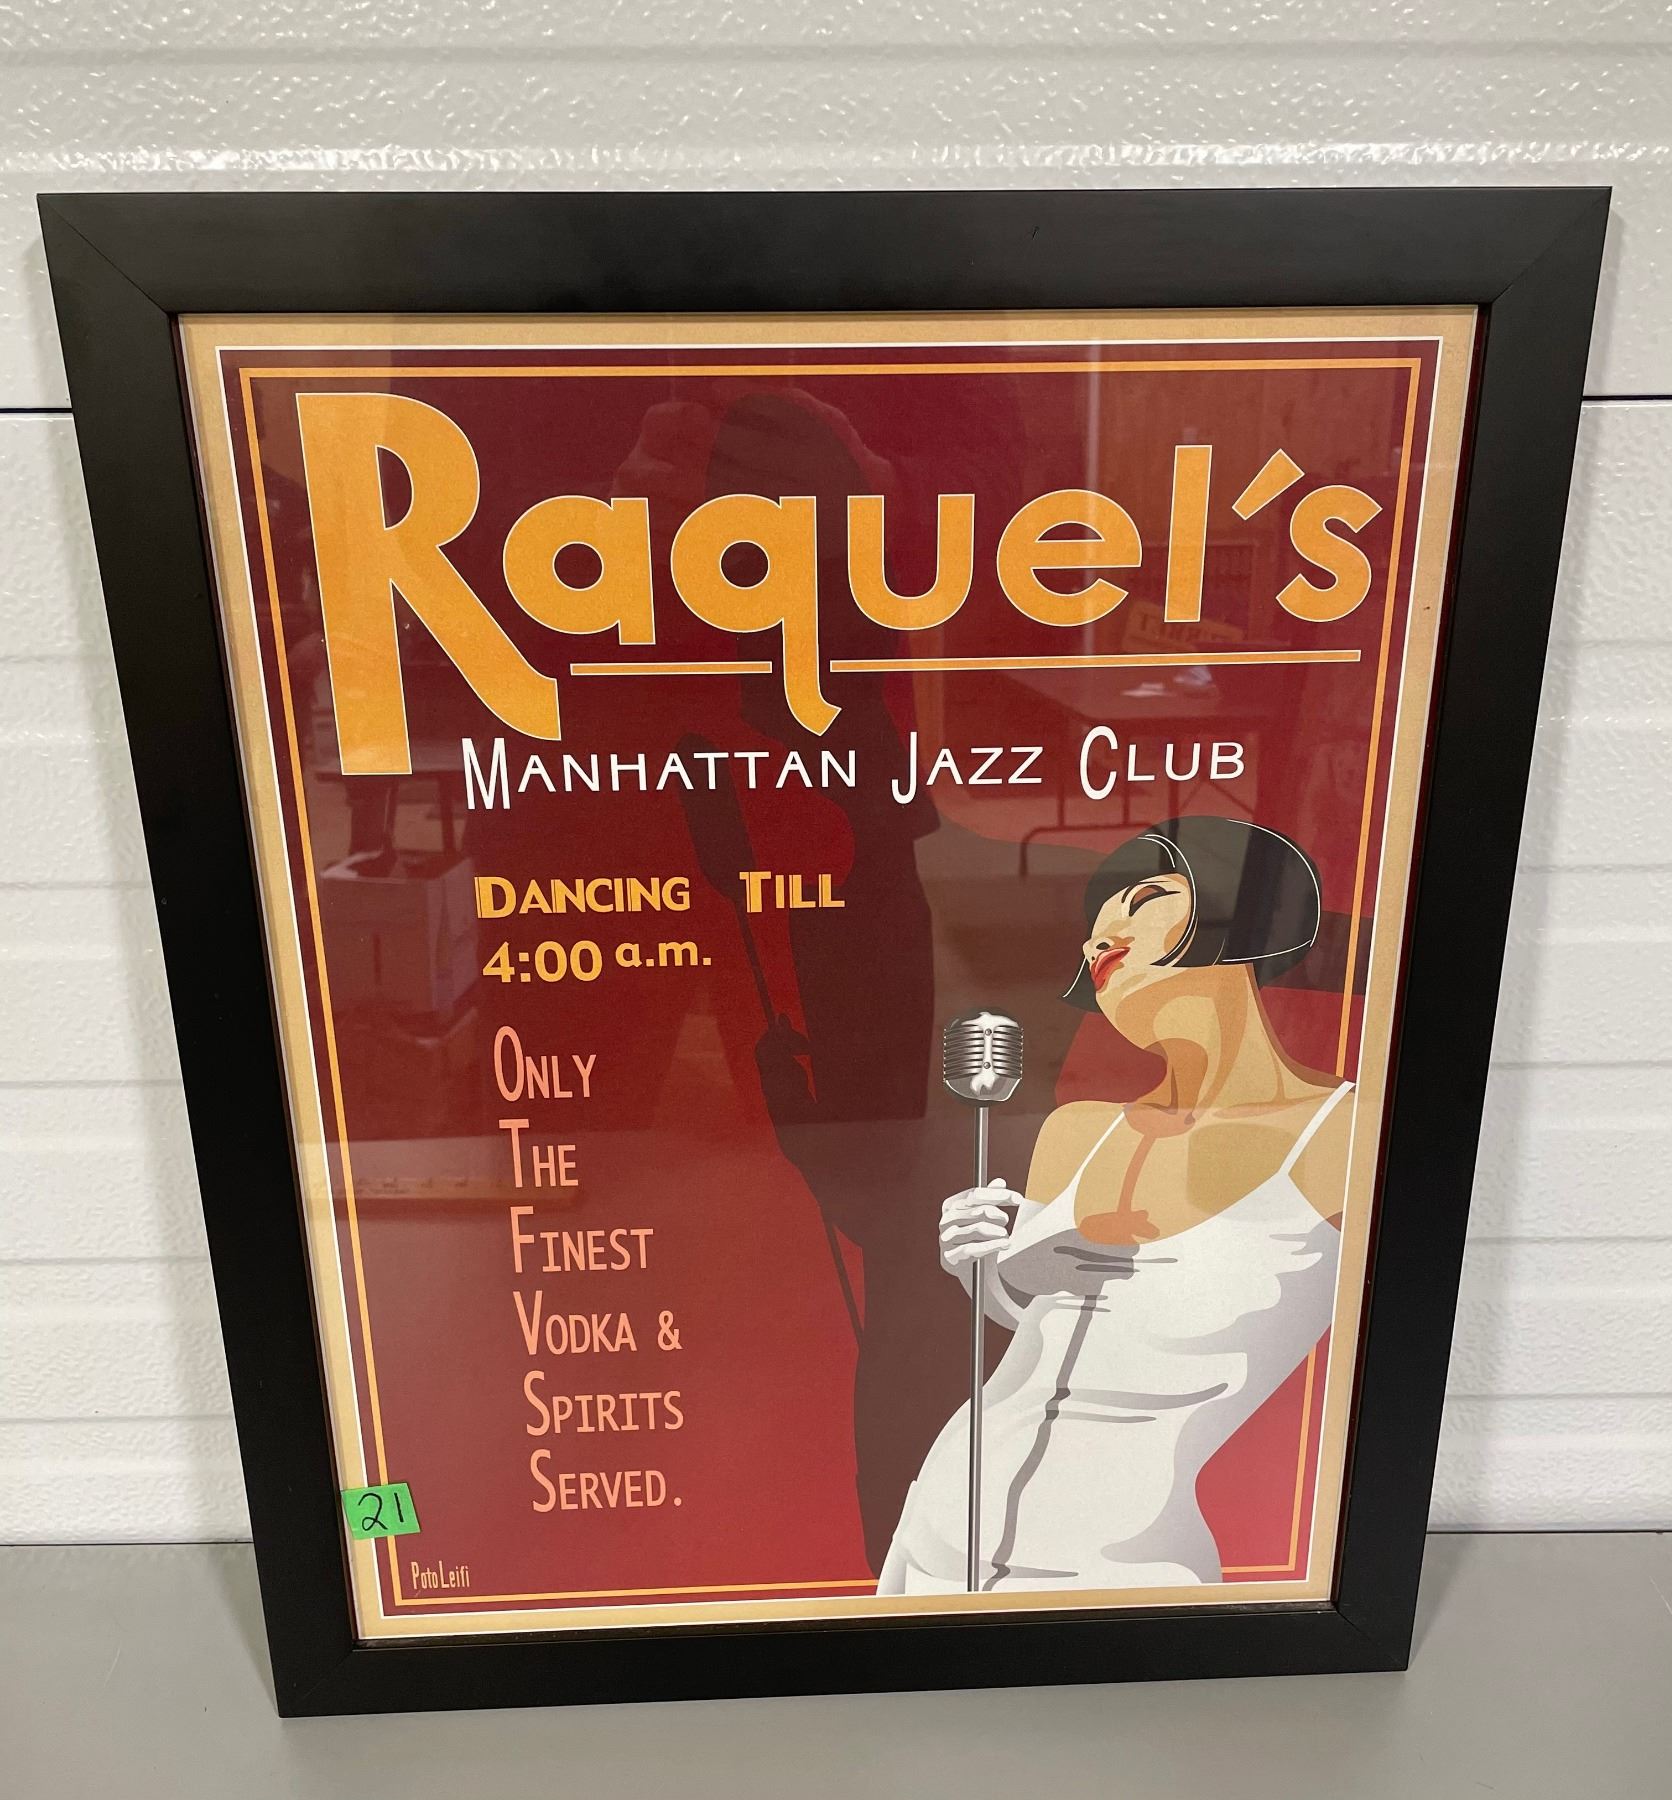 Raquel's
Manhattan Jazz Club
Dancing Till
4:00 a.m.
Only
The
Finest
Vodka &
Spirits
Served.
21
Poto Leifi